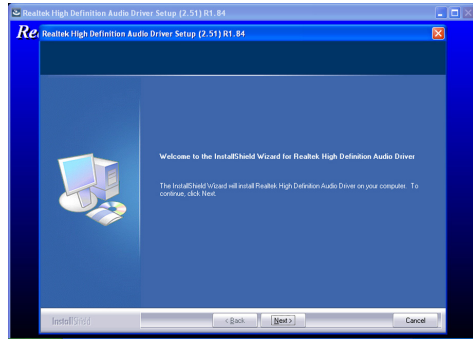 Realtek High Definition Audio Driver Setup (2.51) R1.84
Re
Realtek High Definition Audio Driver Setup (2.51) R1.84
Welcome to the InstallShield Wizard for Realtek High Definition Audio Driver
The InstallShield Wizard will install Realtek High Definition Audio Driver on your computer. To
continue, click Next.
InstallShield
< Back
Next >
Cancel